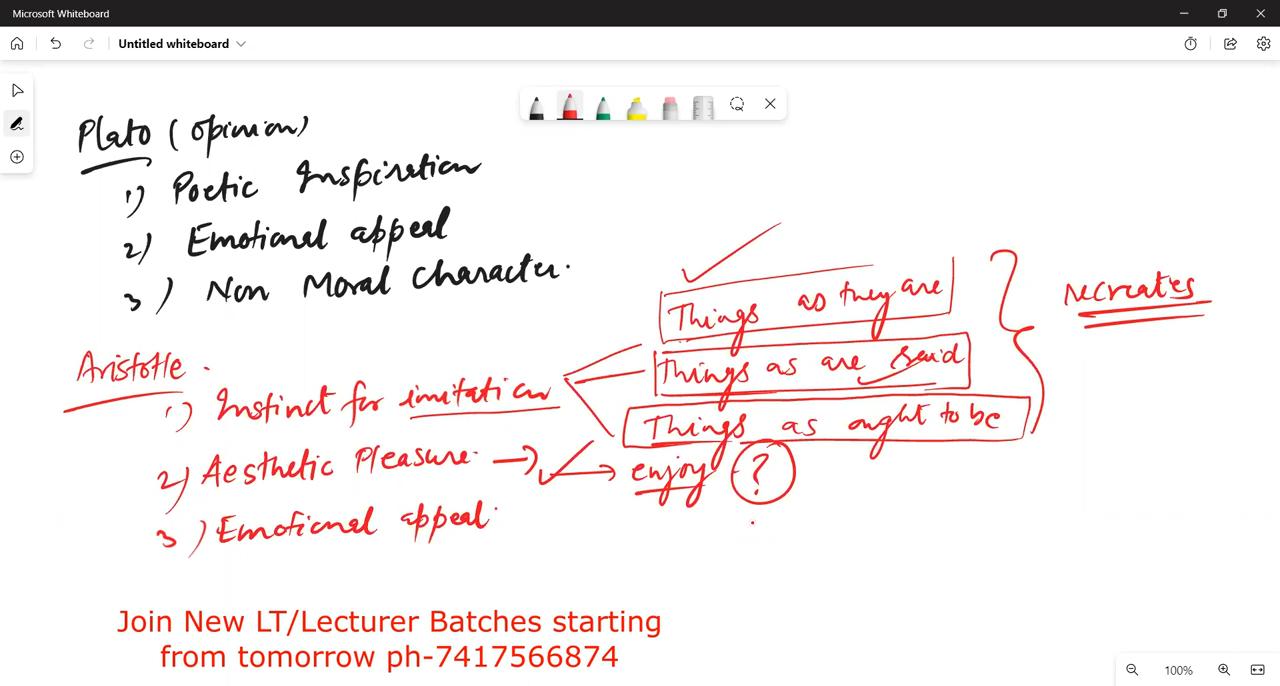 Microsoft Whiteboard
Untitled whiteboard
Plato (Opinion)
1) Poetic Inspiration
2) Emotional appeal
3) Non Moral Character.
Things as they are
Things as are said
Things as ought to be
recreates
Aristotle.
1) Instinct for imitation
2) Aesthetic Pleasure. → → enjoy ?
3) Emotional appeal.
Join New LT/Lecturer Batches starting
from tomorrow ph-7417566874
100%